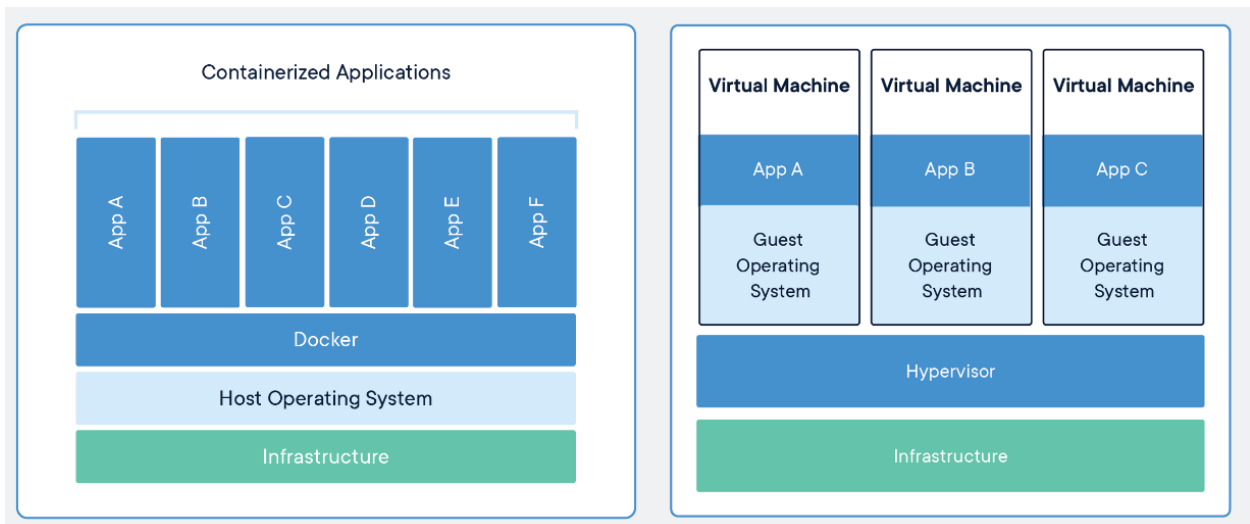 Containerized Applications
App A
App B
App C
App D
App E
App F
Docker
Host Operating System
Infrastructure
Virtual Machine
App A
Guest
Operating
System
Virtual Machine
App B
Guest
Operating
System
Virtual Machine
App C
Guest
Operating
System
Hypervisor
Infrastructure